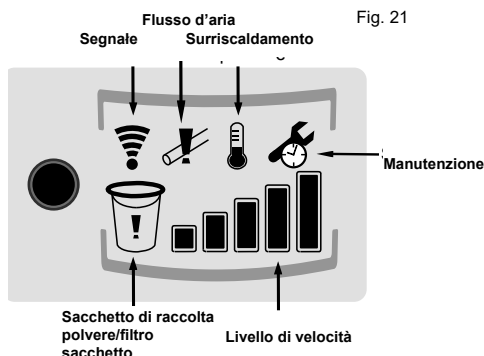 Fig. 21
Flusso d'aria
Segnale
Surriscaldamento
Manutenzione
Sacchetto di raccolta
polvere/filtro
sacchetto
Livello di velocità